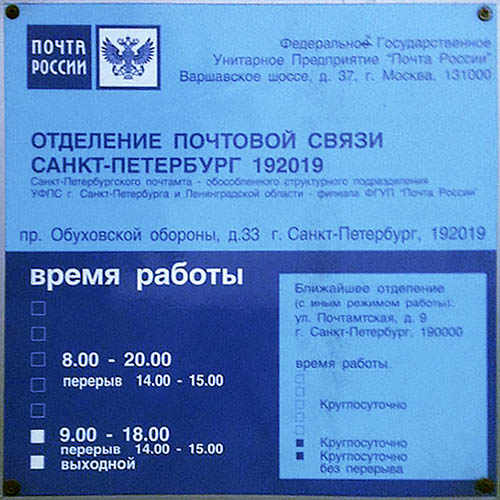 ПОЧТА
РОССИИ
Федеральное Государственное
Унитарное Предприятие "Почта России"
Варшавское шоссе, д. 37, г. Москва, 131000
ОТДЕЛЕНИЕ ПОЧТОВОЙ СВЯЗИ
САНКТ-ПЕТЕРБУРГ 192019
Санкт-Петербургского почтамта - обособленного структурного подразделения
УФПС г. Санкт-Петербурга и Ленинградской области - филиала ФГУП "Почта России"
пр. Обуховской обороны, д.33 г. Санкт-Петербург, 192019
время работы
8.00 - 20.00
перерыв 14.00 - 15.00
9.00 - 18.00
перерыв 14.00 - 15.00
выходной
Ближайшее отделение
(с иным режимом работы):
ул. Почтамтская, д. 9
г. Санкт-Петербург, 190000
время работы
Круглосуточно
Круглосуточно
Круглосуточно
без перерыва